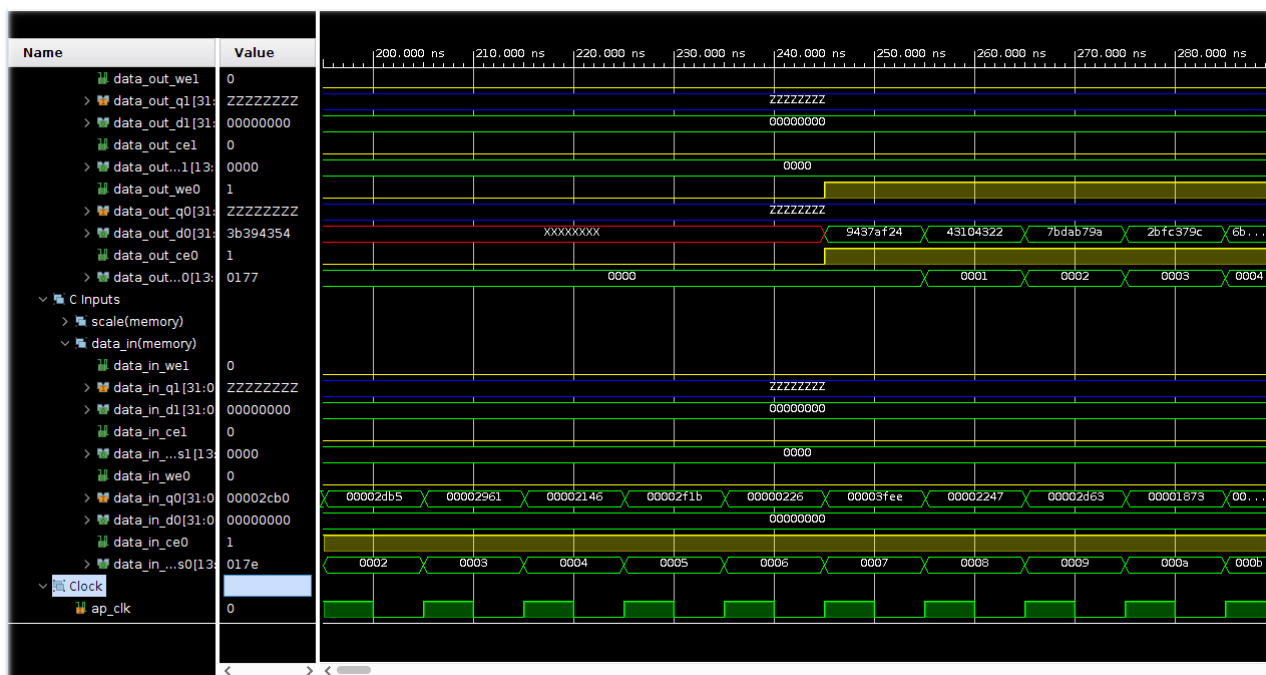 Name Value 200.000 ns 210.000 ns 220.000 ns 230.000 ns 240.000 ns 250.000 ns 260.000 ns 270.000 ns 280.000 ns
data_out_we1 0
> data_out_q1[31: ZZZZZZZZ ZZZZZZZZ
> data_out_d1[31: 00000000 00000000
data_out_ce1 0
> data_out...1[13: 0000 0000
data_out_we0 1
> data_out_q0[31: ZZZZZZZZ ZZZZZZZZ
> data_out_d0[31: 3b394354 XXXXXXXX 9437af24 43104322 7bdab79a 2bfc379c 6b...
data_out_ce0 1
> data_out...0[13: 0177 0000 0001 0002 0003 0004
C Inputs
> scale(memory)
data_in(memory)
data_in_we1 0
> data_in_q1[31:0 ZZZZZZZZ ZZZZZZZZ
> data_in_d1[31:0 00000000 00000000
data_in_ce1 0
> data_in_...s1[13: 0000 0000
data_in_we0 0
> data_in_q0[31:0 00002cb0 00002db5 00002961 00002146 00002f1b 00000226 00003fee 00002247 00002d63 00001873 00...
> data_in_d0[31:0 00000000 00000000
data_in_ce0 1
> data_in_...s0[13: 017e 0002 0003 0004 0005 0006 0007 0008 0009 000a 000b
Clock
ap_clk 0